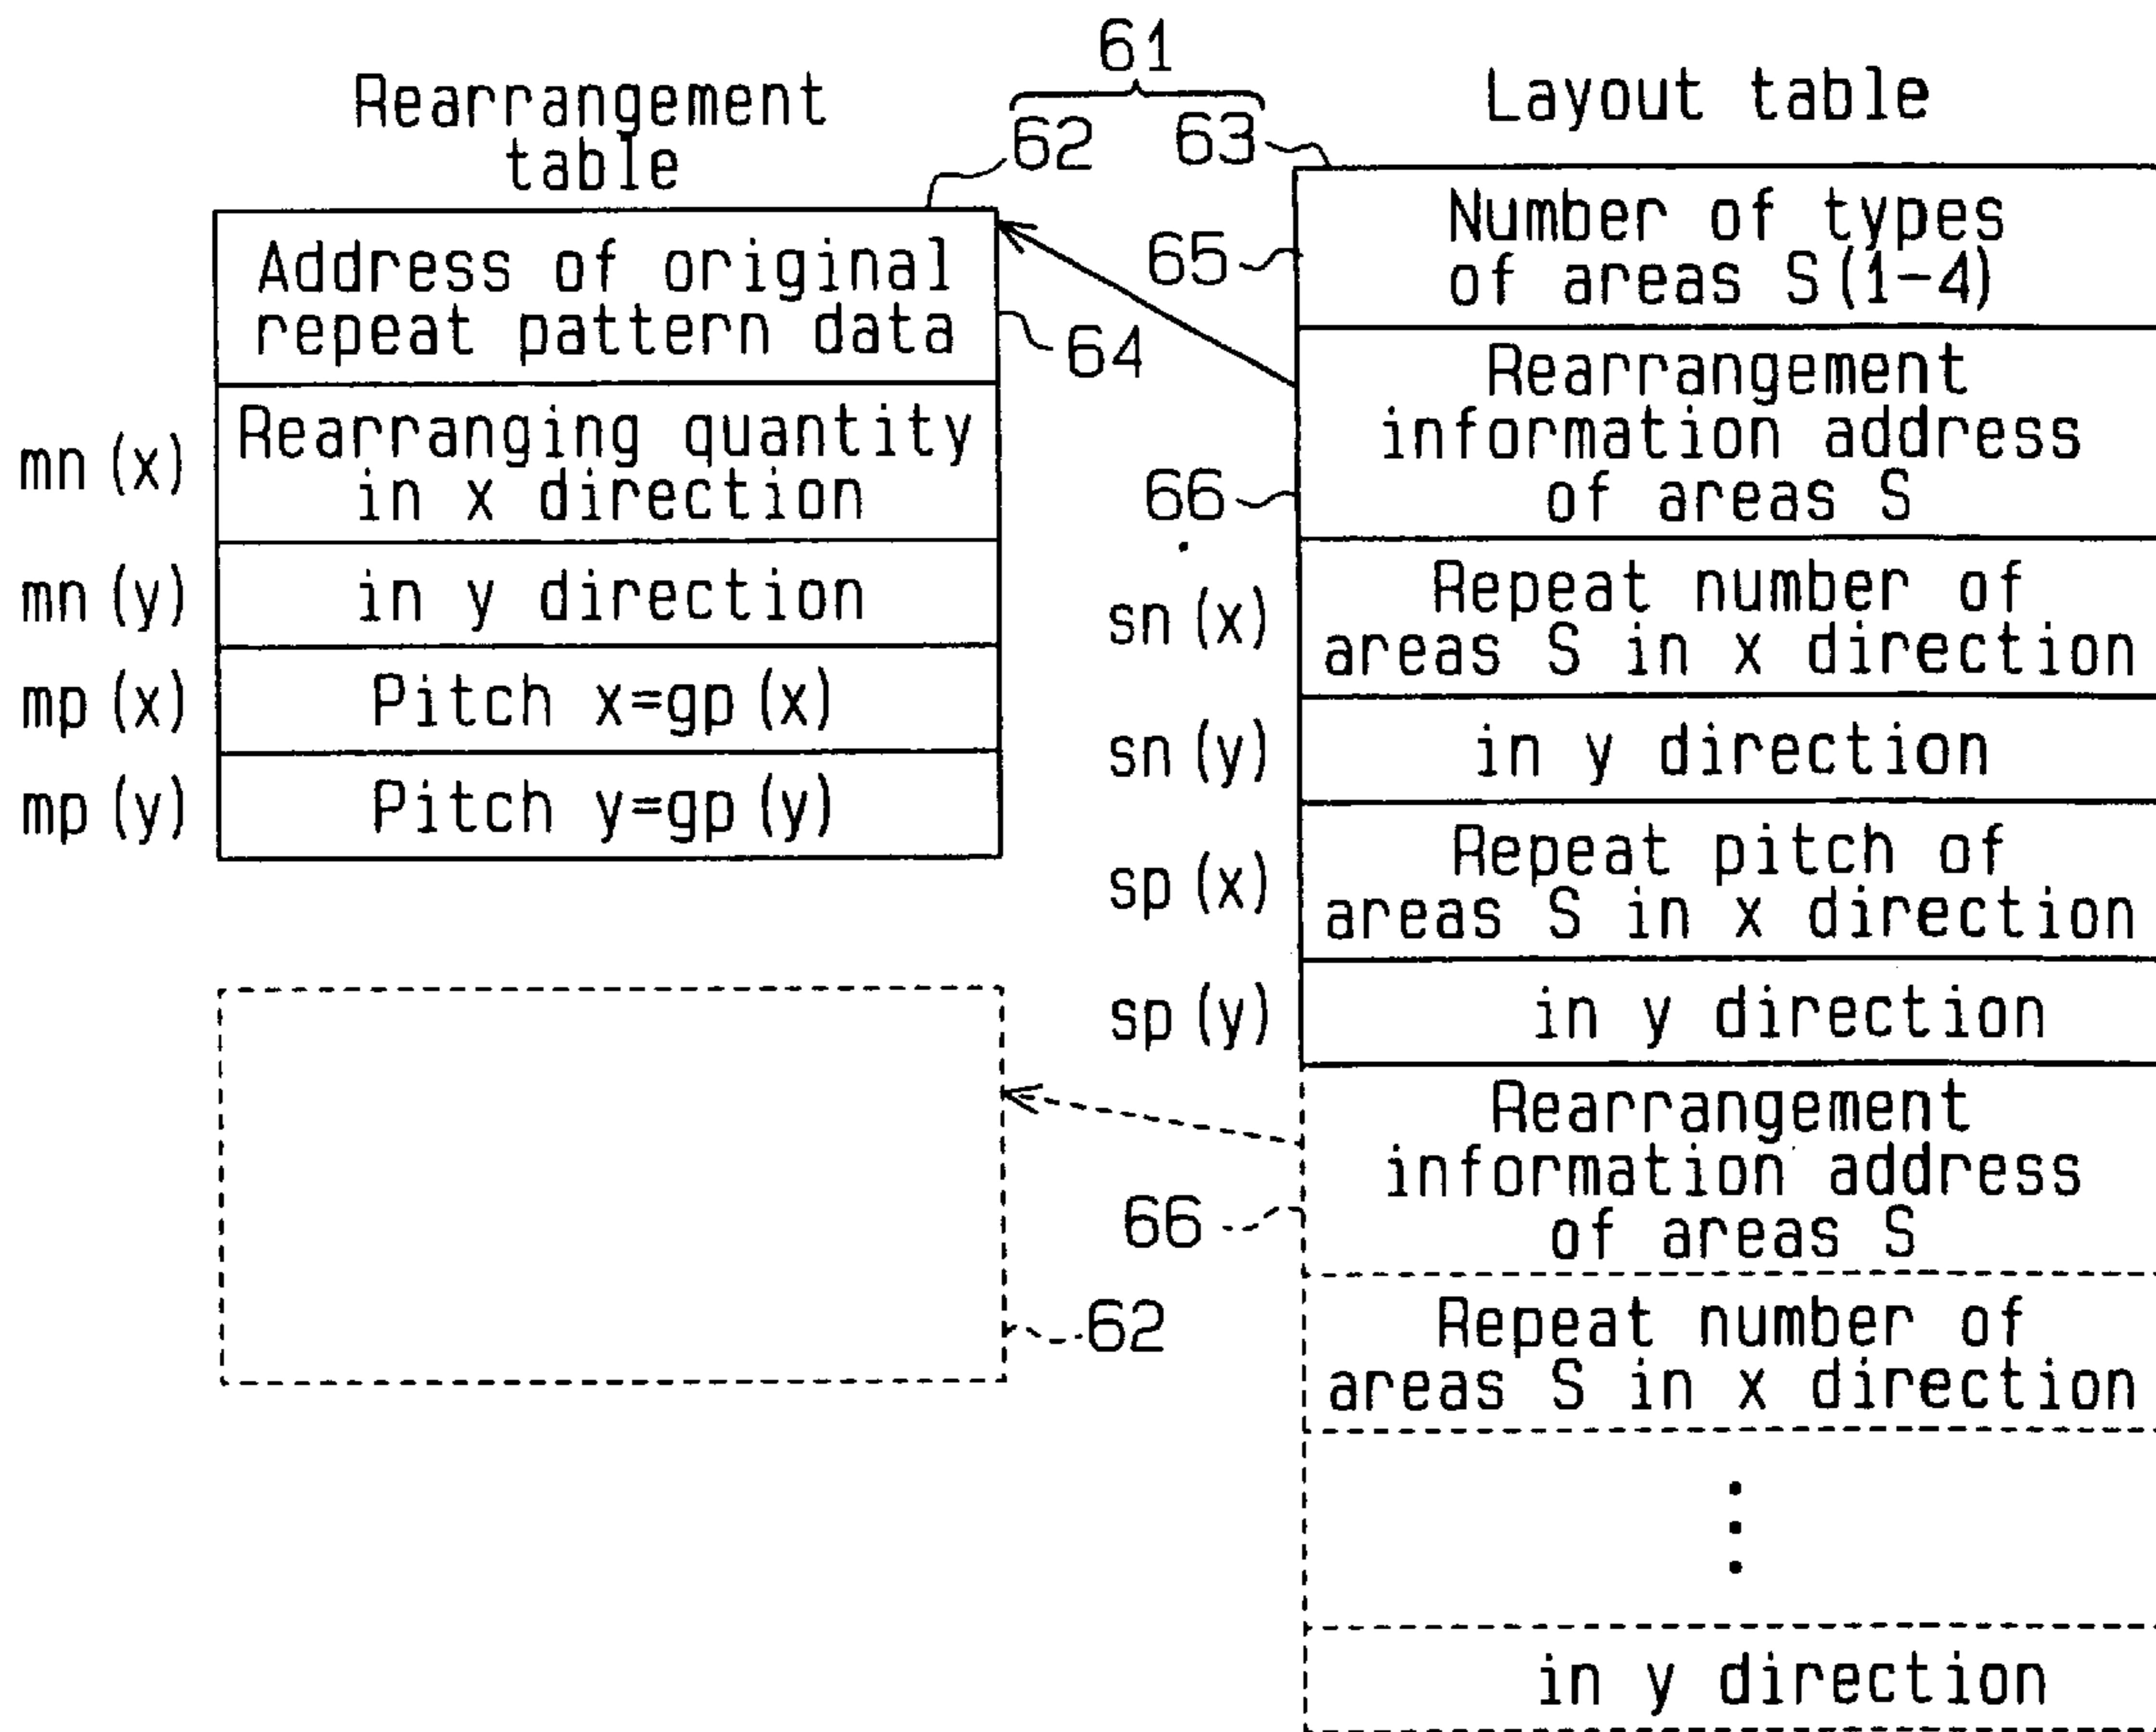 61
Rearrangement
table
62
63
Layout table
Address of original
repeat pattern data
64
mn (x)
Rearranging quantity
in x direction
mn (y)
in y direction
mp (x)
Pitch x=gp (x)
mp (y)
Pitch y=gp (y)
65
Number of types
of areas S (1-4)
66
Rearrangement
information address
of areas S
sn (x)
Repeat number of
areas S in x direction
sn (y)
in y direction
sp (x)
Repeat pitch of
areas S in x direction
sp (y)
in y direction
66
Rearrangement
information address
of areas S
62
Repeat number of
areas S in x direction
in y direction